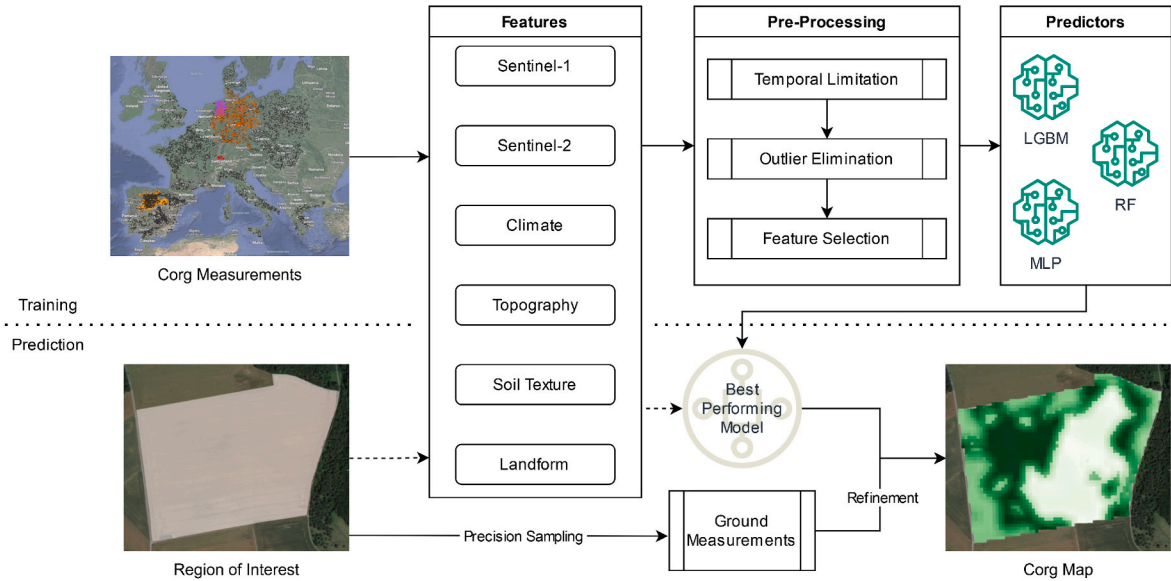 Features
Pre-Processing
Predictors
Sentinel-1
Sentinel-2
Climate
Topography
Soil Texture
Landform
Temporal Limitation
Outlier Elimination
Feature Selection
LGBM
RF
MLP
Corg Measurements
Training
Prediction
Best
Performing
Model
Region of Interest
Precision Sampling
Ground
Measurements
Refinement
Corg Map